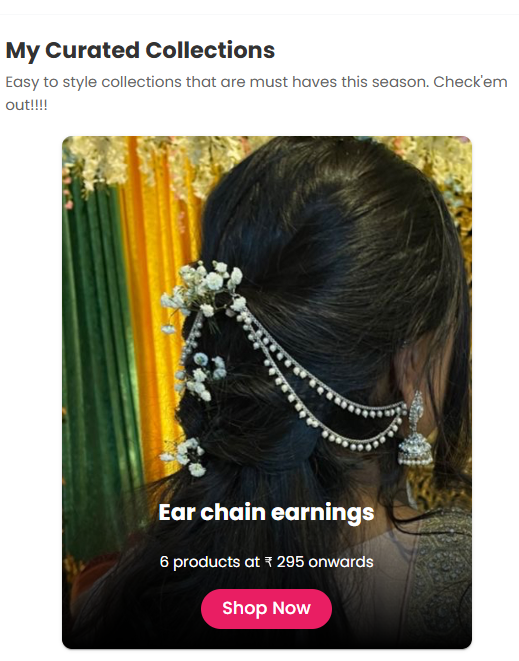 My Curated Collections
Easy to style collections that are must haves this season. Check'em
out!!!!
Ear chain earnings
6 products at ₹ 295 onwards
Shop Now